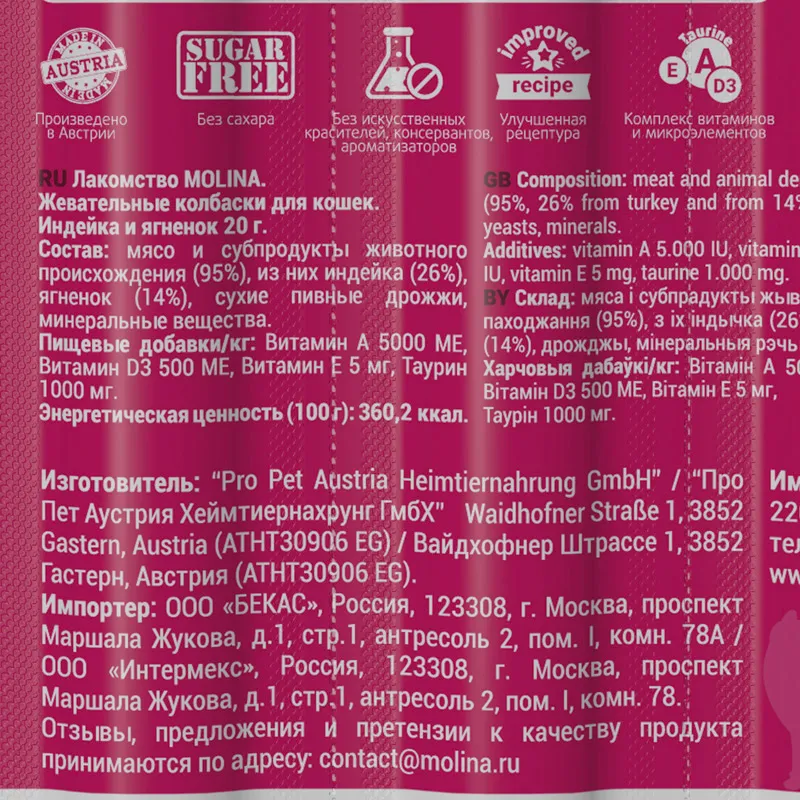 MADE IN
AUSTRIA
MADE IN
SUGAR
FREE
improved
recipe
Taurine
E
A
D3
Произведено
в Австрии
Без сахара
Без искусственных
красителей, консервантов,
ароматизаторов
Улучшенная
рецептура
Комплекс витаминов
и микроэлементов
RU Лакомство MOLINA.
Жевательные колбаски для кошек.
Индейка и ягненок 20 г.
Состав: мясо и субпродукты животного
происхождения (95%), из них индейка (26%),
ягненок (14%), сухие пивные дрожжи,
минеральные вещества.
Пищевые добавки/кг: Витамин А 5000 МЕ,
Витамин D3 500 МЕ, Витамин Е 5 мг, Таурин
1000 мг.
Энергетическая ценность (100 г): 360,2 ккал.
GB Composition: meat and animal de
(95%, 26% from turkey and from 14%
yeasts, minerals.
Additives: vitamin A 5.000 IU, vitamin
IU, vitamin E 5 mg, taurine 1.000 mg.
BY Склад: мяса і субпрадукты жыв
паходжання (95%), з іх індычка (26
(14%), дрожджы, мінеральныя рэчы
Харчовыя дабаўкі/кг: Вітамін А 50
Вітамін D3 500 МЕ, Вітамін Е 5 мг,
Таурін 1000 мг.
Изготовитель: “Pro Pet Austria Heimtiernahrung GmbH” / “Про
Пет Аустрия Хеймтиернахрунг ГмбХ” Waidhofner Straße 1, 3852
Gastern, Austria (ATHT30906 EG) / Вайдхофнер Штрассе 1, 3852
Гастерн, Австрия (ATHT30906 EG).
Импортер: ООО «БЕКАС», Россия, 123308, г. Москва, проспект
Маршала Жукова, д.1, стр.1, антресоль 2, пом. I, комн. 78А /
ООО «Интермекс», Россия, 123308, г. Москва, проспект
Маршала Жукова, д.1, стр.1, антресоль 2, пом. I, комн. 78.
Отзывы, предложения и претензии к качеству продукта
принимаются по адресу: contact@molina.ru
Им
22
тел
ww